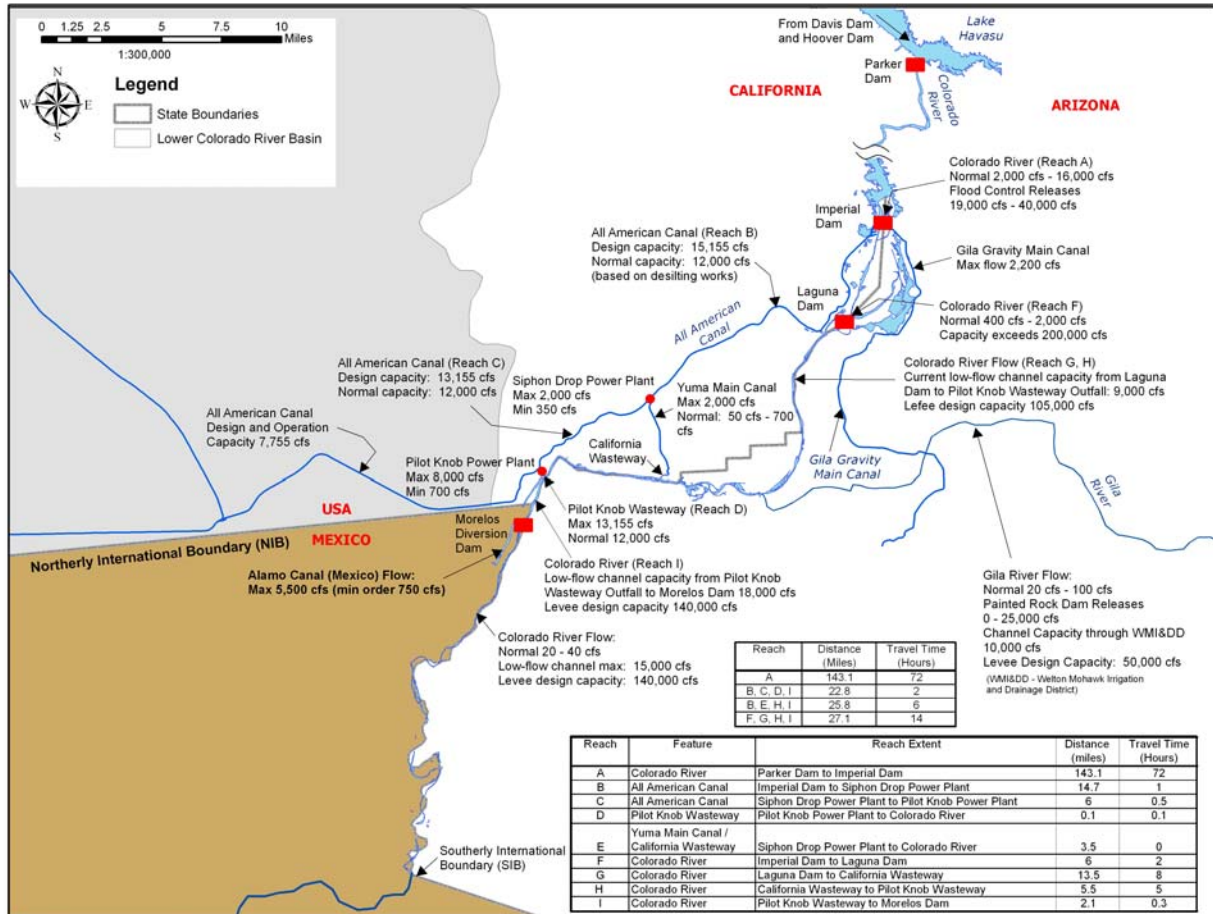 0 1.25 2.5 5 7.5 10
Miles
1:300,000
N
W E
S
Legend
State Boundaries
Lower Colorado River Basin
From Davis Dam
and Hoover Dam
Lake
Havasu
Parker
Dam
CALIFORNIA
ARIZONA
Colorado
River
Colorado River (Reach A)
Normal 2,000 cfs - 16,000 cfs
Flood Control Releases
19,000 cfs - 40,000 cfs
Imperial
Dam
All American Canal (Reach B)
Design capacity: 15,155 cfs
Normal capacity: 12,000 cfs
(based on desilting works)
Gila Gravity Main Canal
Max flow 2,200 cfs
Laguna
Dam
Colorado River (Reach F)
Normal 400 cfs - 2,000 cfs
Capacity exceeds 200,000 cfs
All American
Canal
All American Canal (Reach C)
Design capacity: 13,155 cfs
Normal capacity: 12,000 cfs
Siphon Drop Power Plant
Max 2,000 cfs
Min 350 cfs
Yuma Main Canal
Max 2,000 cfs
Normal: 50 cfs - 700
cfs
Colorado River Flow (Reach G, H)
Current low-flow channel capacity from Laguna
Dam to Pilot Knob Wasteway Outfall: 9,000 cfs
Lefee design capacity 105,000 cfs
All American Canal
Design and Operation
Capacity 7,755 cfs
California
Wasteway
Pilot Knob Power Plant
Max 8,000 cfs
Min 700 cfs
Gila Gravity
Main Canal
Gila
River
USA
MEXICO
Northerly International Boundary (NIB)
Morelos
Diversion
Dam
Pilot Knob Wasteway (Reach D)
Max 13,155 cfs
Normal 12,000 cfs
Alamo Canal (Mexico) Flow:
Max 5,500 cfs (min order 750 cfs)
Colorado River (Reach I)
Low-flow channel capacity from Pilot Knob
Wasteway Outfall to Morelos Dam 18,000 cfs
Levee design capacity 140,000 cfs
Gila River Flow:
Normal 20 cfs - 100 cfs
Painted Rock Dam Releases
0 - 25,000 cfs
Channel Capacity through WMI&DD
10,000 cfs
Levee Design Capacity: 50,000 cfs
(WMI&DD - Welton Mohawk Irrigation
and Drainage District)
Colorado River Flow:
Normal 20 - 40 cfs
Low-flow channel max: 15,000 cfs
Levee design capacity: 140,000 cfs
Reach Distance Travel Time
(Miles) (Hours)
A 143.1 72
B, C, D, I 22.8 2
B, E, H, I 25.8 6
F, G, H, I 27.1 14
Reach Feature Reach Extent Distance Travel Time
(miles) (Hours)
A Colorado River Parker Dam to Imperial Dam 143.1 72
B All American Canal Imperial Dam to Siphon Drop Power Plant 14.7 1
C All American Canal Siphon Drop Power Plant to Pilot Knob Power Plant 6 0.5
D Pilot Knob Wasteway Pilot Knob Power Plant to Colorado River 0.1 0.1
Yuma Main Canal /
E California Wasteway Siphon Drop Power Plant to Colorado River 3.5 0
F Colorado River Imperial Dam to Laguna Dam 6 2
G Colorado River Laguna Dam to California Wasteway 13.5 8
H Colorado River California Wasteway to Pilot Knob Wasteway 5.5 5
I Colorado River Pilot Knob Wasteway to Morelos Dam 2.1 0.3
Southerly International
Boundary (SIB)